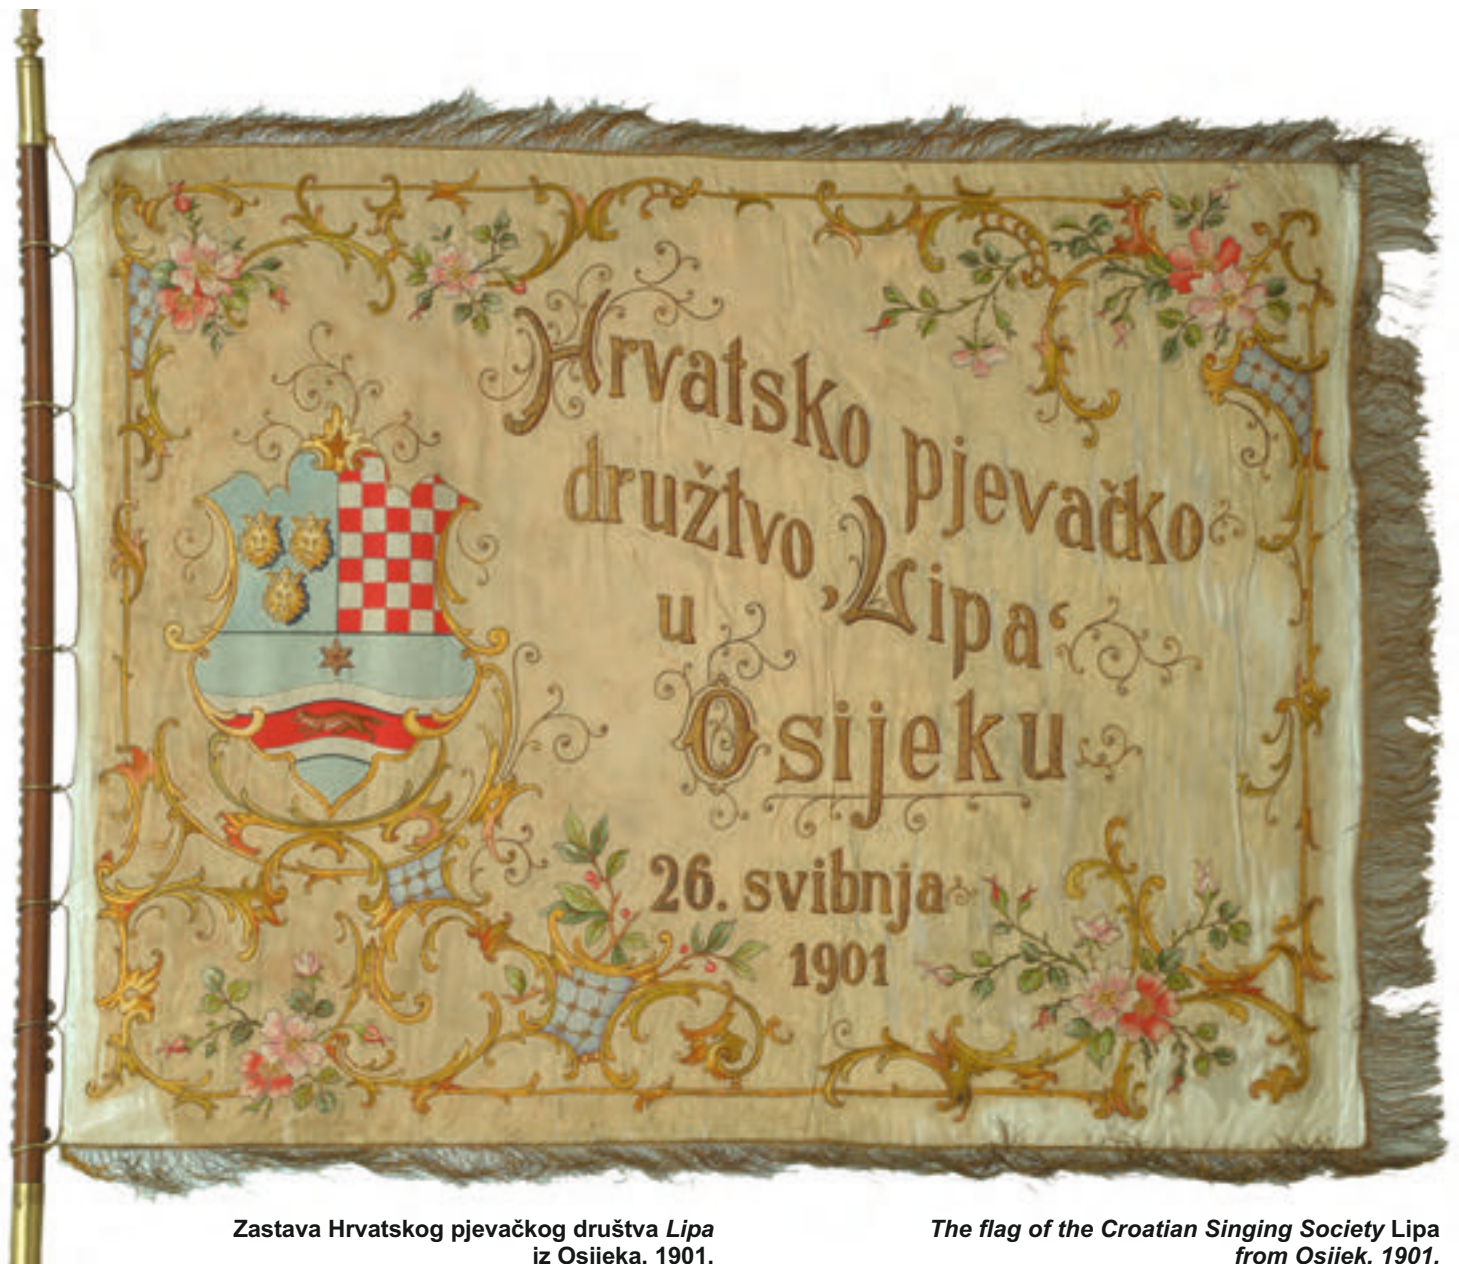 Hrvatsko pjevačko
družtvo ‚Lipa‘
u
Osijeku
26. svibnja
1901
Zastava Hrvatskog pjevačkog društva Lipa
iz Osijeka, 1901.
The flag of the Croatian Singing Society Lipa
from Osijek, 1901.